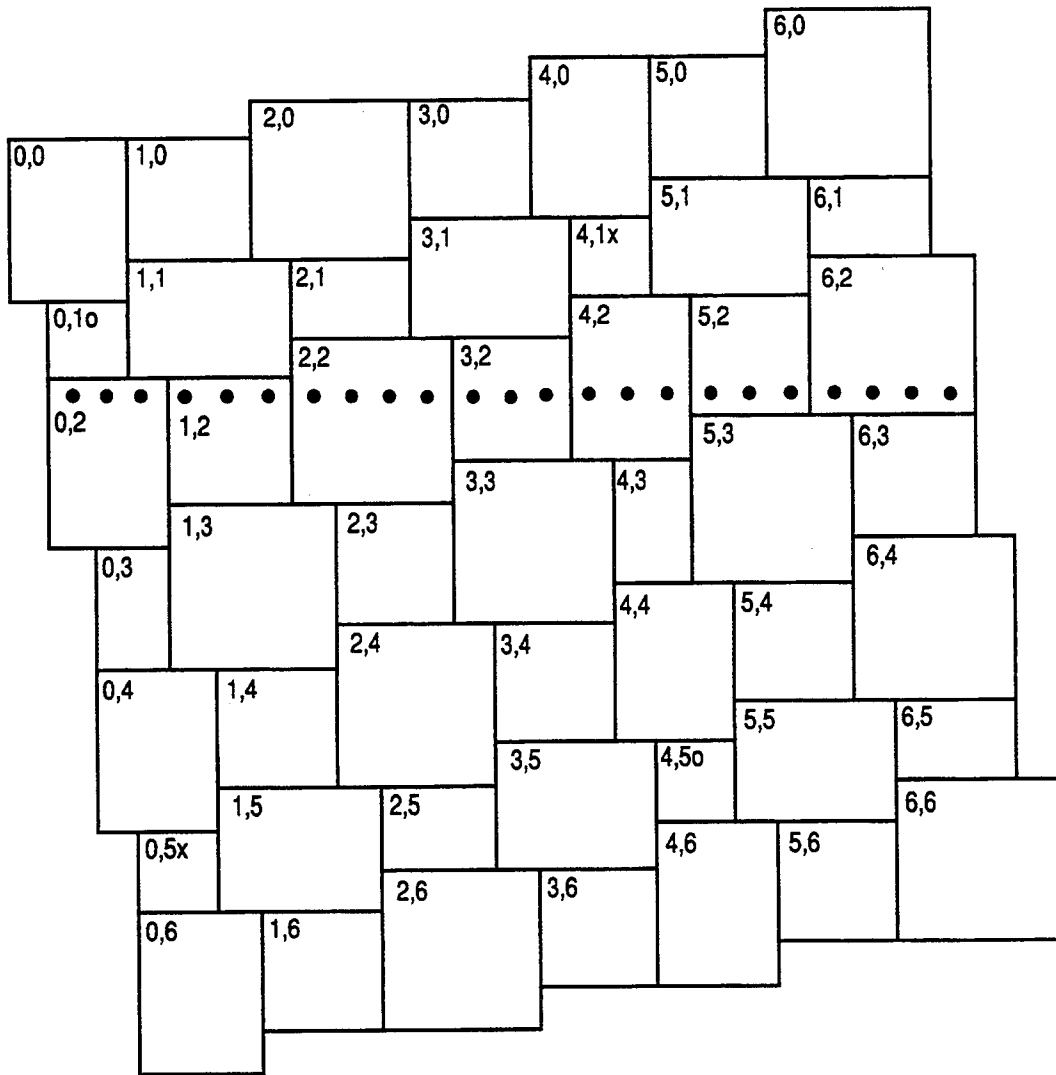 0,0 1,0 2,0 3,0 4,0 5,0 6,0
0,1o 1,1 2,1 3,1 4,1x 5,1 6,1
0,2 1,2 2,2 3,2 4,2 5,2 6,2
0,3 1,3 2,3 3,3 4,3 5,3 6,3
0,4 1,4 2,4 3,4 4,4 5,4 6,4
0,5x 1,5 2,5 3,5 4,5o 5,5 6,5
0,6 1,6 2,6 3,6 4,6 5,6 6,6